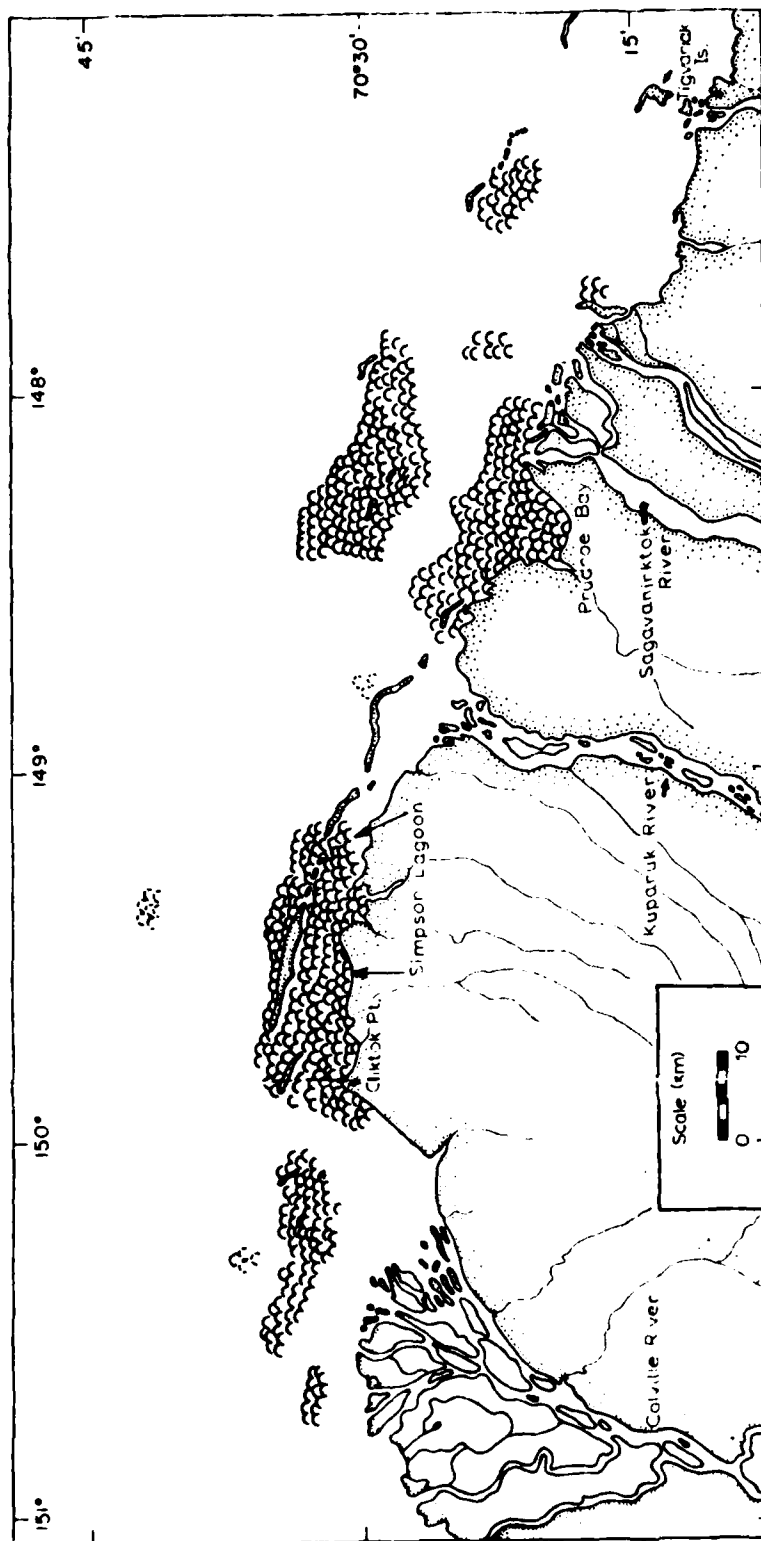 151°
150°
149°
148°
45'
70°30'
15'
Tigvariak
Is.
Prudhoe Bay
Sagavanirktok
River
Kuparuk River
Simpson Lagoon
Oliktok Pt.
Colville River
Scale (km)
0 10